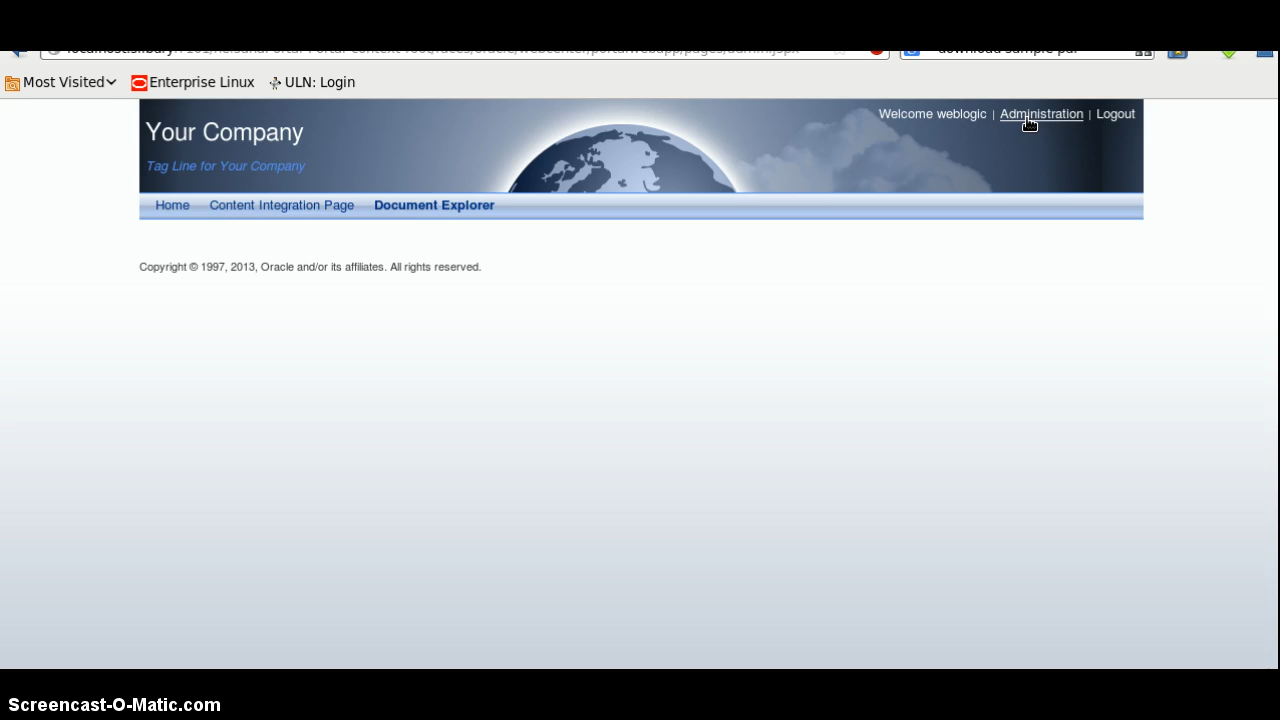 Most Visited Enterprise Linux ULN: Login
Welcome weblogic | Administration | Logout
Your Company
Tag Line for Your Company
Home Content Integration Page Document Explorer
Copyright © 1997, 2013, Oracle and/or its affiliates. All rights reserved.
Screencast-O-Matic.com